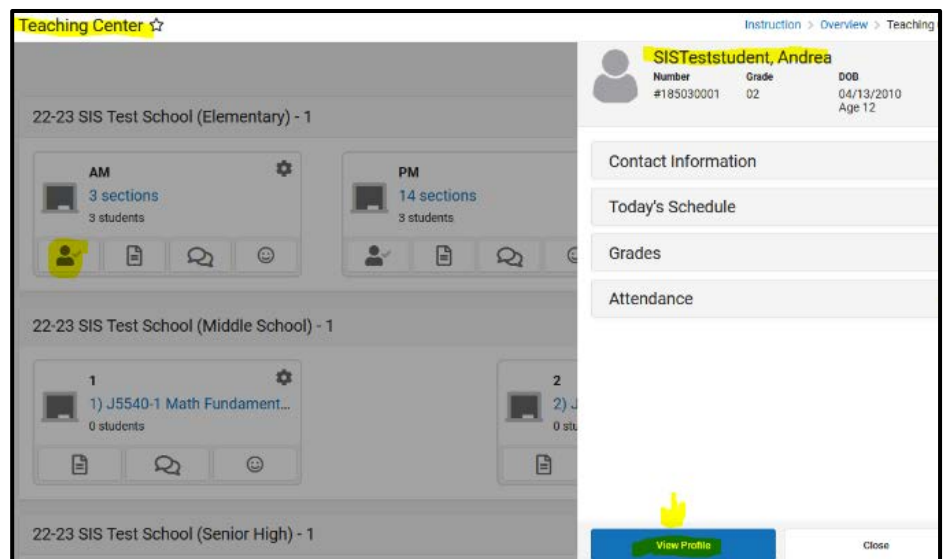 Teaching Center
Instruction > Overview > Teaching
22-23 SIS Test School (Elementary) - 1
AM
3 sections
3 students
PM
14 sections
3 students
22-23 SIS Test School (Middle School) - 1
1
1) J5540-1 Math Fundament...
0 students
2
2) J
0 stu
22-23 SIS Test School (Senior High) - 1
SISTeststudent, Andrea
Number Grade DOB
#185030001 02 04/13/2010
Age 12
Contact Information
Today's Schedule
Grades
Attendance
View Profile
Close